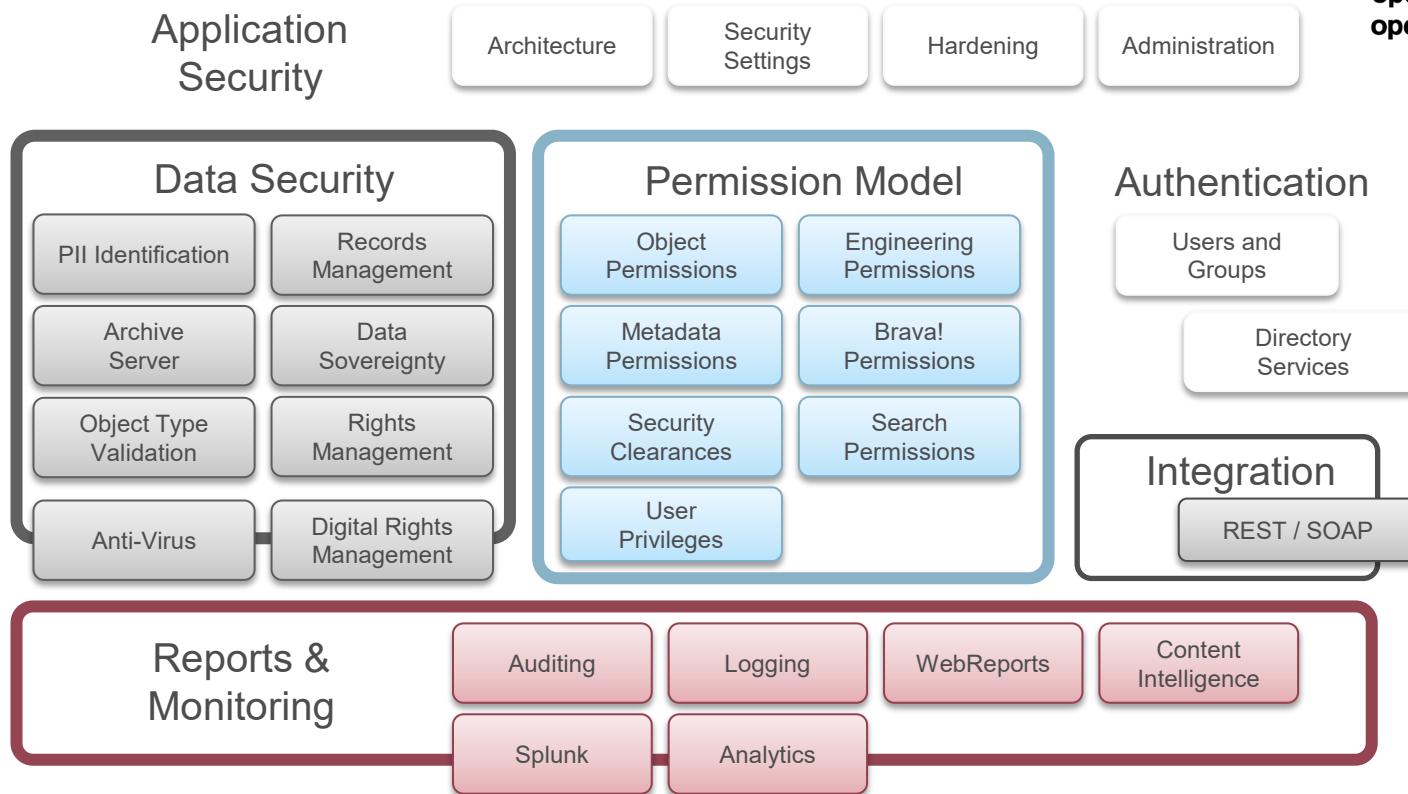 Application
Security
Architecture
Security
Settings
Hardening
Administration
Data Security
PII Identification
Records
Management
Archive
Server
Data
Sovereignty
Object Type
Validation
Rights
Management
Anti-Virus
Digital Rights
Management
Permission Model
Object
Permissions
Engineering
Permissions
Metadata
Permissions
Brava!
Permissions
Security
Clearances
Search
Permissions
User
Privileges
Authentication
Users and
Groups
Directory
Services
Integration
REST / SOAP
Reports &
Monitoring
Auditing
Logging
WebReports
Content
Intelligence
Splunk
Analytics